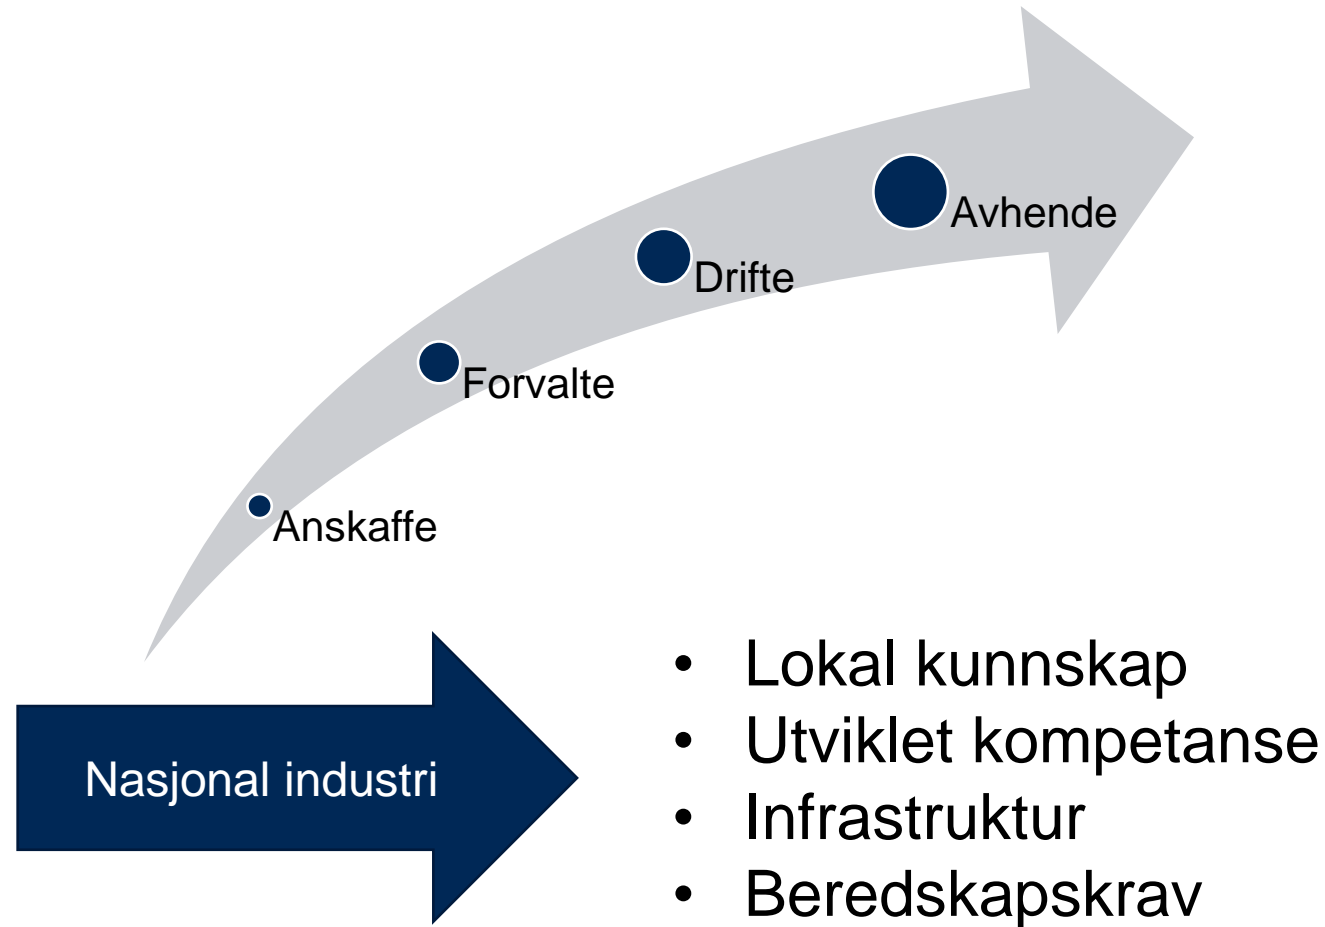 Avhende
Drifte
Forvalte
Anskaffe
Nasjonal industri
• Lokal kunnskap
• Utviklet kompetanse
• Infrastruktur
• Beredskapskrav